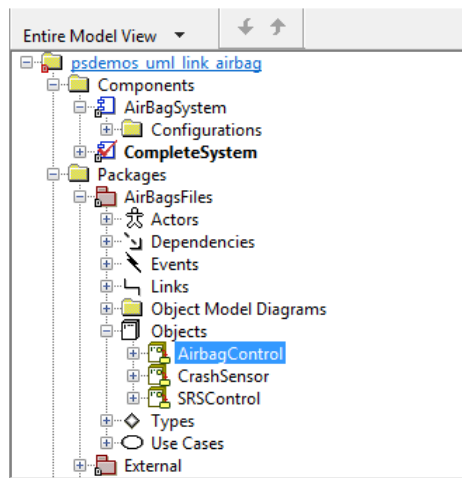 Entire Model View
psdemos_uml_link_airbag
Components
AirBagSystem
Configurations
CompleteSystem
Packages
AirBagsFiles
Actors
Dependencies
Events
Links
Object Model Diagrams
Objects
AirbagControl
CrashSensor
SRSControl
Types
Use Cases
External